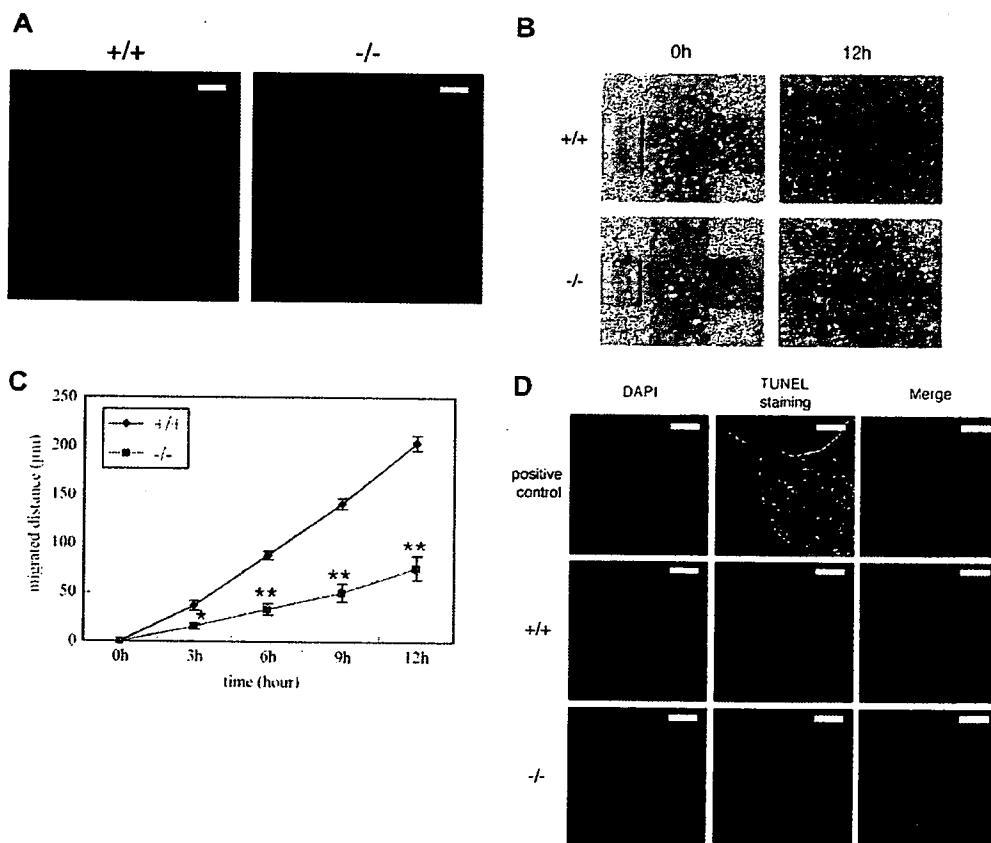 A
+/+
-/-
B
0h
12h
+/+
-/-
C
250
200
150
100
50
0
migrated distance (μm)
+/+
-/-
*
**
**
**
0h
3h
6h
9h
12h
time (hour)
D
DAPI
TUNEL
staining
Merge
positive
control
+/+
-/-